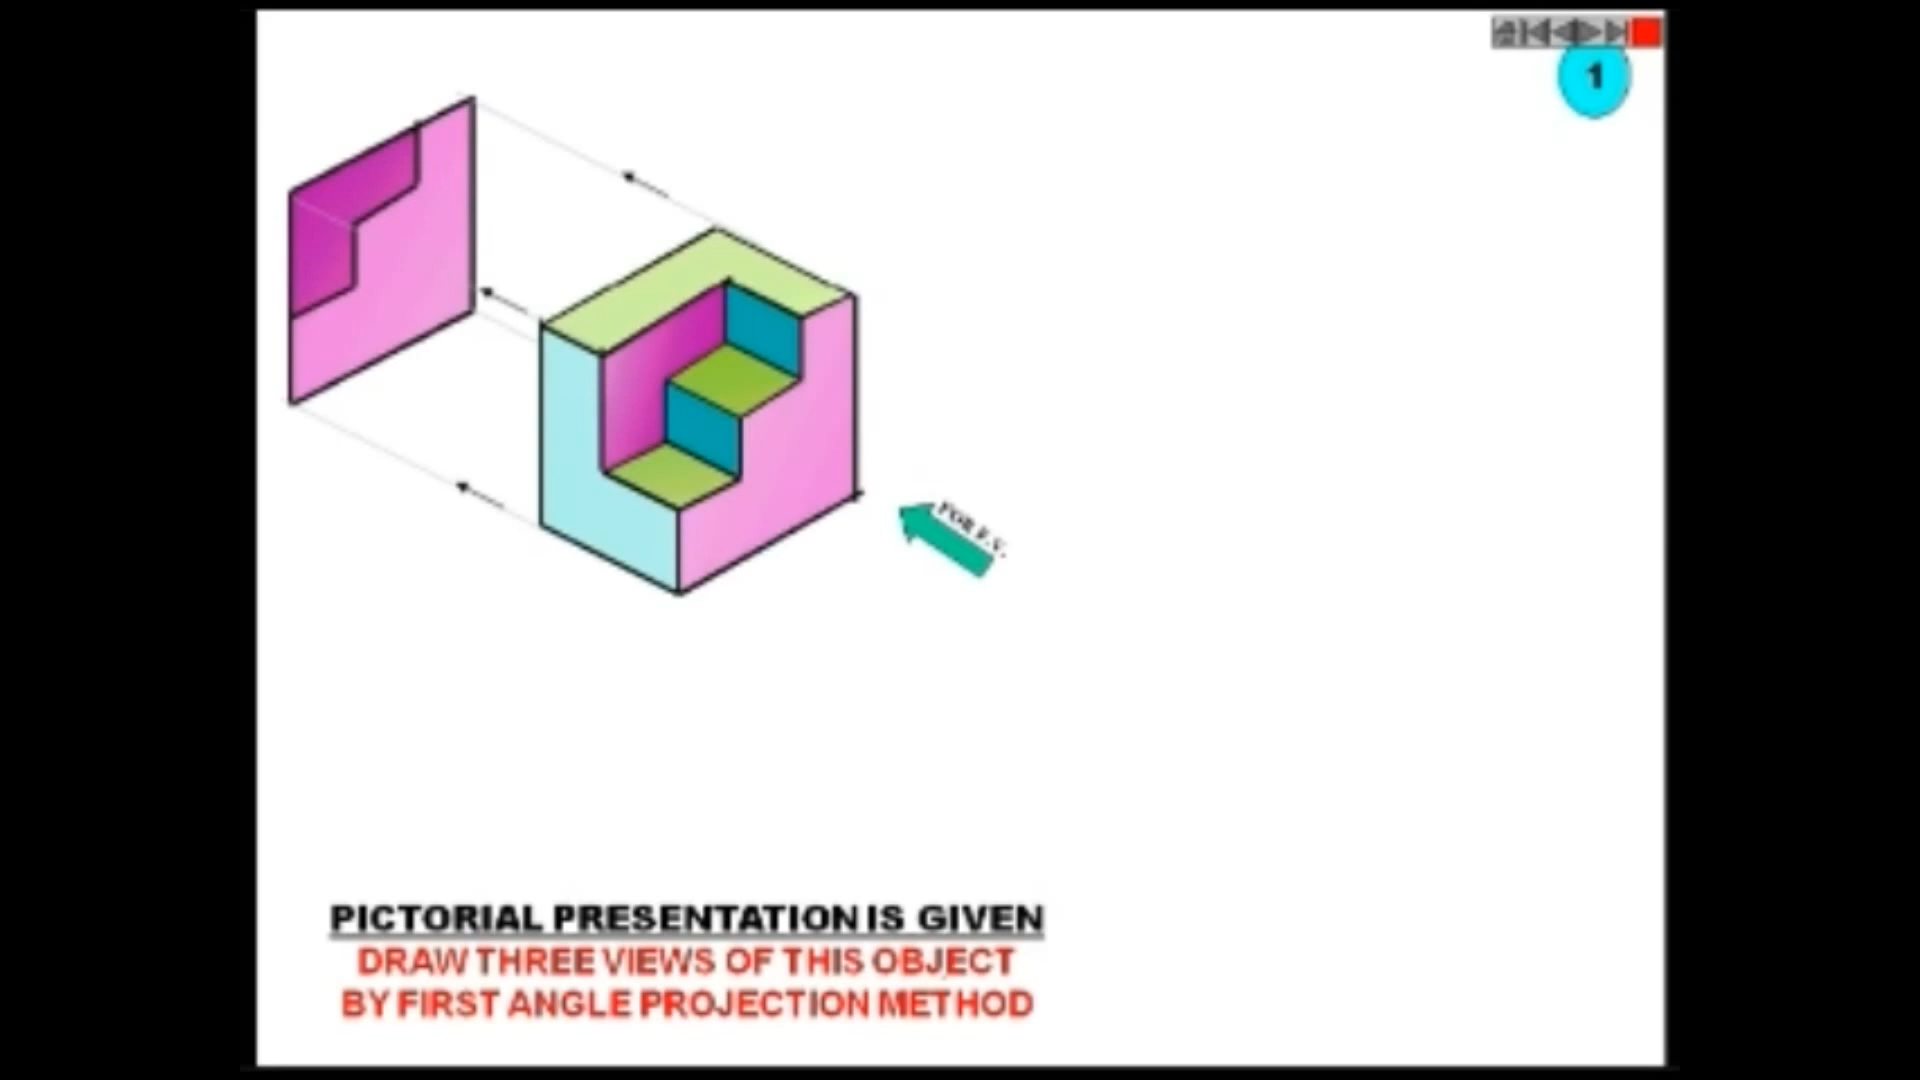 1
FOR F.V.
PICTORIAL PRESENTATION IS GIVEN
DRAW THREE VIEWS OF THIS OBJECT
BY FIRST ANGLE PROJECTION METHOD